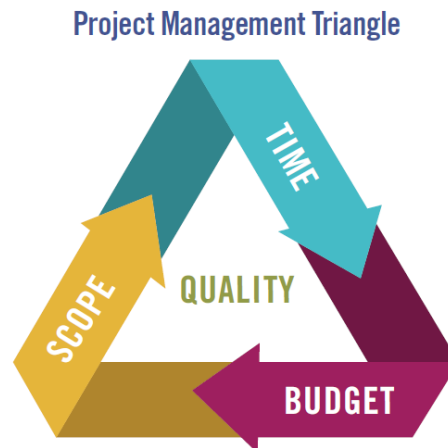 Project Management Triangle
TIME
SCOPE
QUALITY
BUDGET